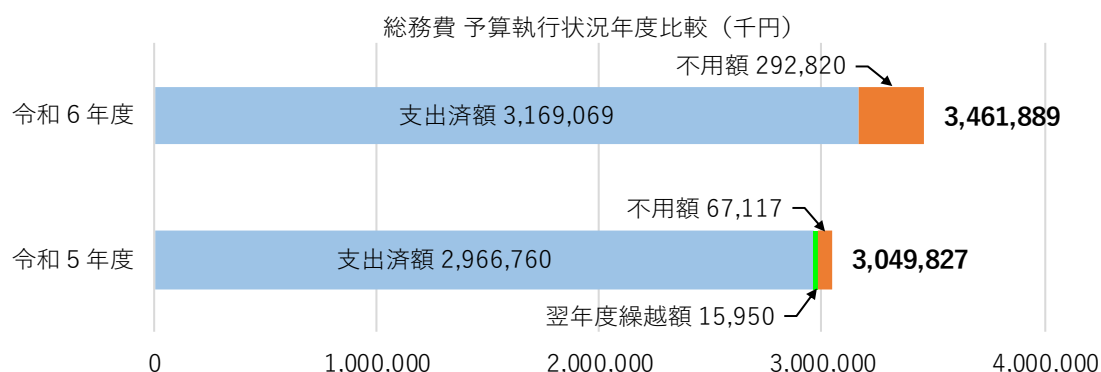 総務費 予算執行状況年度比較（千円）
不用額 292,820
令和６年度
支出済額 3,169,069
3,461,889
不用額 67,117
令和５年度
支出済額 2,966,760
3,049,827
翌年度繰越額 15,950
0
1.000.000
2.000.000
3.000.000
4.000.000